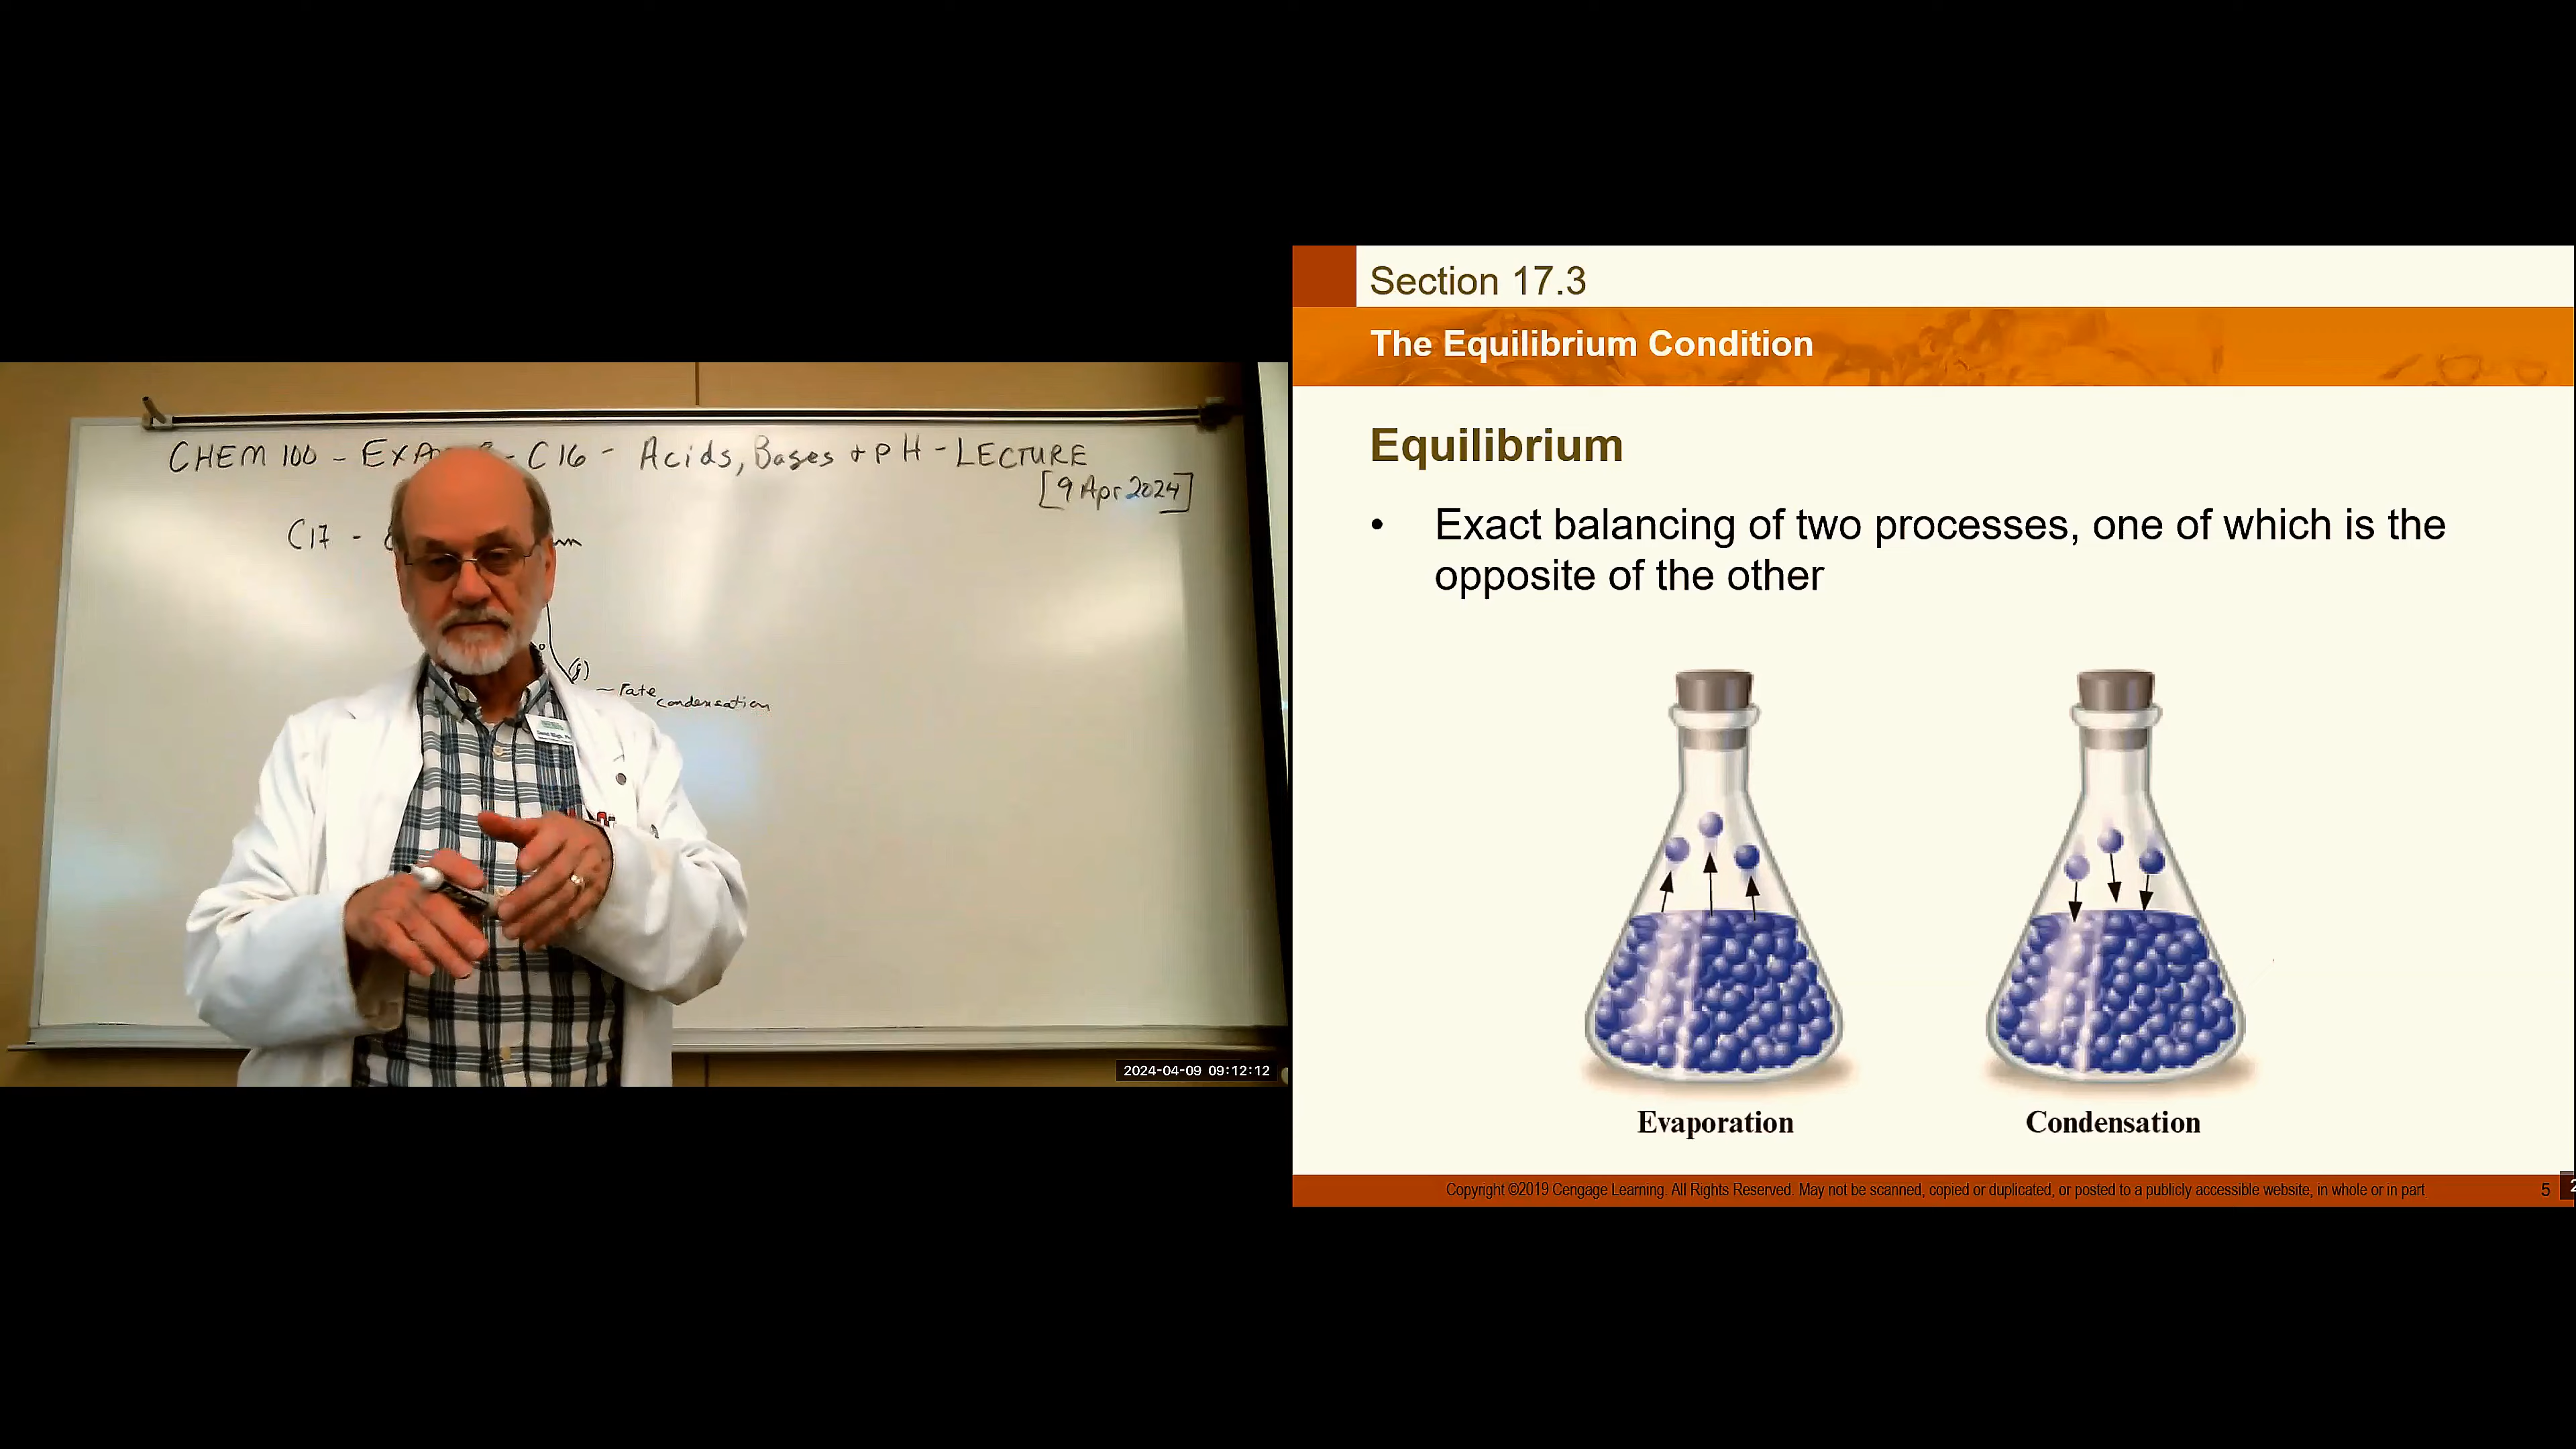 CHEM 100 - EXA - C16 - Acids, Bases + pH - LECTURE
[9 Apr 2024]
C17 -
(g)
- rate condensation
2024-04-09 09:12:12
Section 17.3
The Equilibrium Condition
Equilibrium
• Exact balancing of two processes, one of which is the
opposite of the other
Evaporation
Condensation
Copyright ©2019 Cengage Learning. All Rights Reserved. May not be scanned, copied or duplicated, or posted to a publicly accessible website, in whole or in part
5